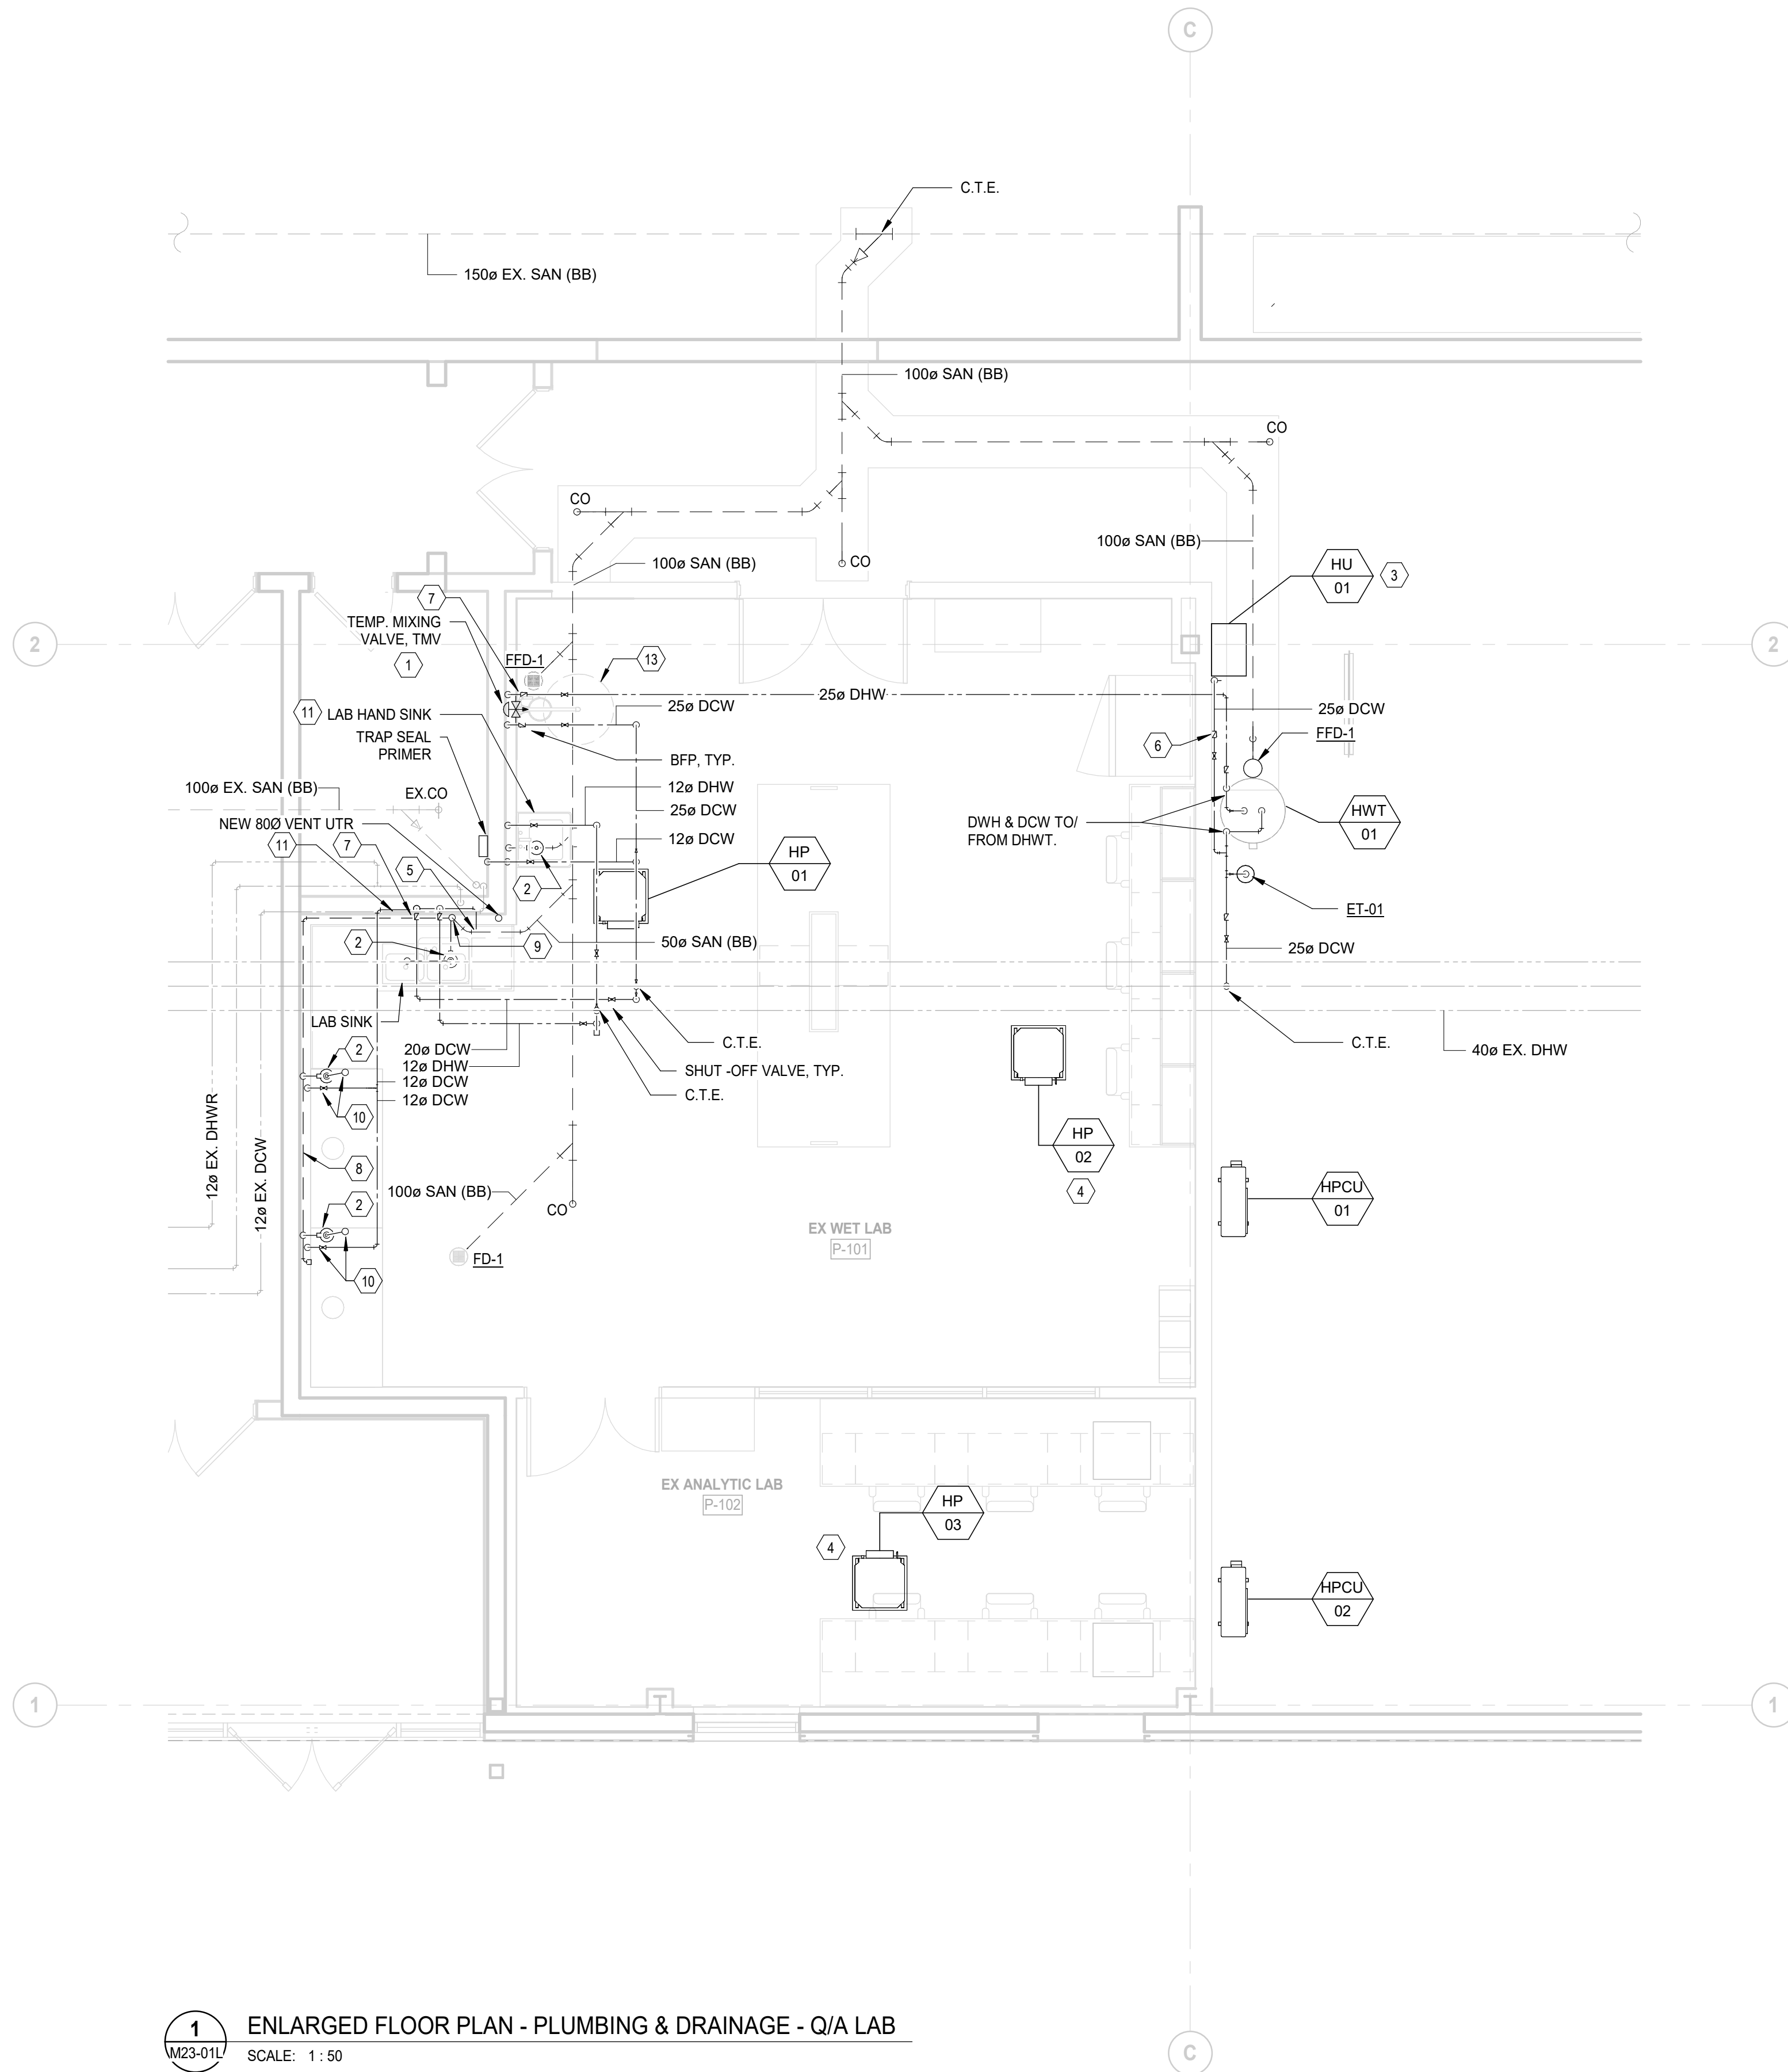 C
C.T.E.
150ø EX. SAN (BB)
100ø SAN (BB)
CO
CO
100ø SAN (BB)
CO
100ø SAN (BB)
HU
01
3
7
TEMP. MIXING
VALVE, TMV
1
2
2
FFD-1
13
25ø DHW
25ø DCW
25ø DCW
FFD-1
11
LAB HAND SINK
TRAP SEAL
PRIMER
6
BFP, TYP.
100ø EX. SAN (BB)
EX.CO
12ø DHW
25ø DCW
NEW 80Ø VENT UTR
12ø DCW
DWH & DCW TO/
FROM DHWT.
HWT
01
11
7
5
2
HP
01
ET-01
2
9
50ø SAN (BB)
25ø DCW
LAB SINK
C.T.E.
C.T.E.
40ø EX. DHW
20ø DCW
12ø DHW
12ø DCW
12ø DCW
SHUT -OFF VALVE, TYP.
C.T.E.
2
10
12ø EX. DHWR
12ø EX. DCW
HP
02
4
8
2
100ø SAN (BB)
CO
HPCU
01
EX WET LAB
P-101
FD-1
10
EX ANALYTIC LAB
P-102
HP
03
4
HPCU
02
1
1
1
M23-01L
ENLARGED FLOOR PLAN - PLUMBING & DRAINAGE - Q/A LAB
SCALE: 1 : 50
C